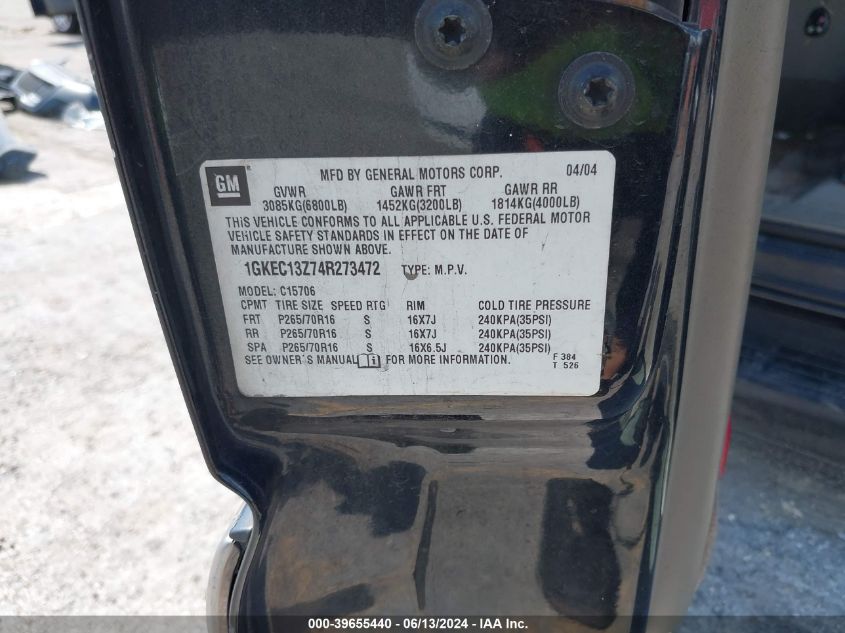 GM
MFD BY GENERAL MOTORS CORP. 04/04
GVWR GAWR FRT GAWR RR
3085KG(6800LB) 1452KG(3200LB) 1814KG(4000LB)
THIS VEHICLE CONFORMS TO ALL APPLICABLE U.S. FEDERAL MOTOR
VEHICLE SAFETY STANDARDS IN EFFECT ON THE DATE OF
MANUFACTURE SHOWN ABOVE.
1GKEC13Z74R273472 TYPE: M.P.V.
MODEL: C15706
CPMT TIRE SIZE SPEED RTG RIM COLD TIRE PRESSURE
FRT P265/70R16 S 16X7J 240KPA(35PSI)
RR P265/70R16 S 16X7J 240KPA(35PSI)
SPA P265/70R16 S 16X6.5J 240KPA(35PSI)
SEE OWNER'S MANUAL i FOR MORE INFORMATION. F 384
T 526
000-39655440 - 06/13/2024 - IAA Inc.